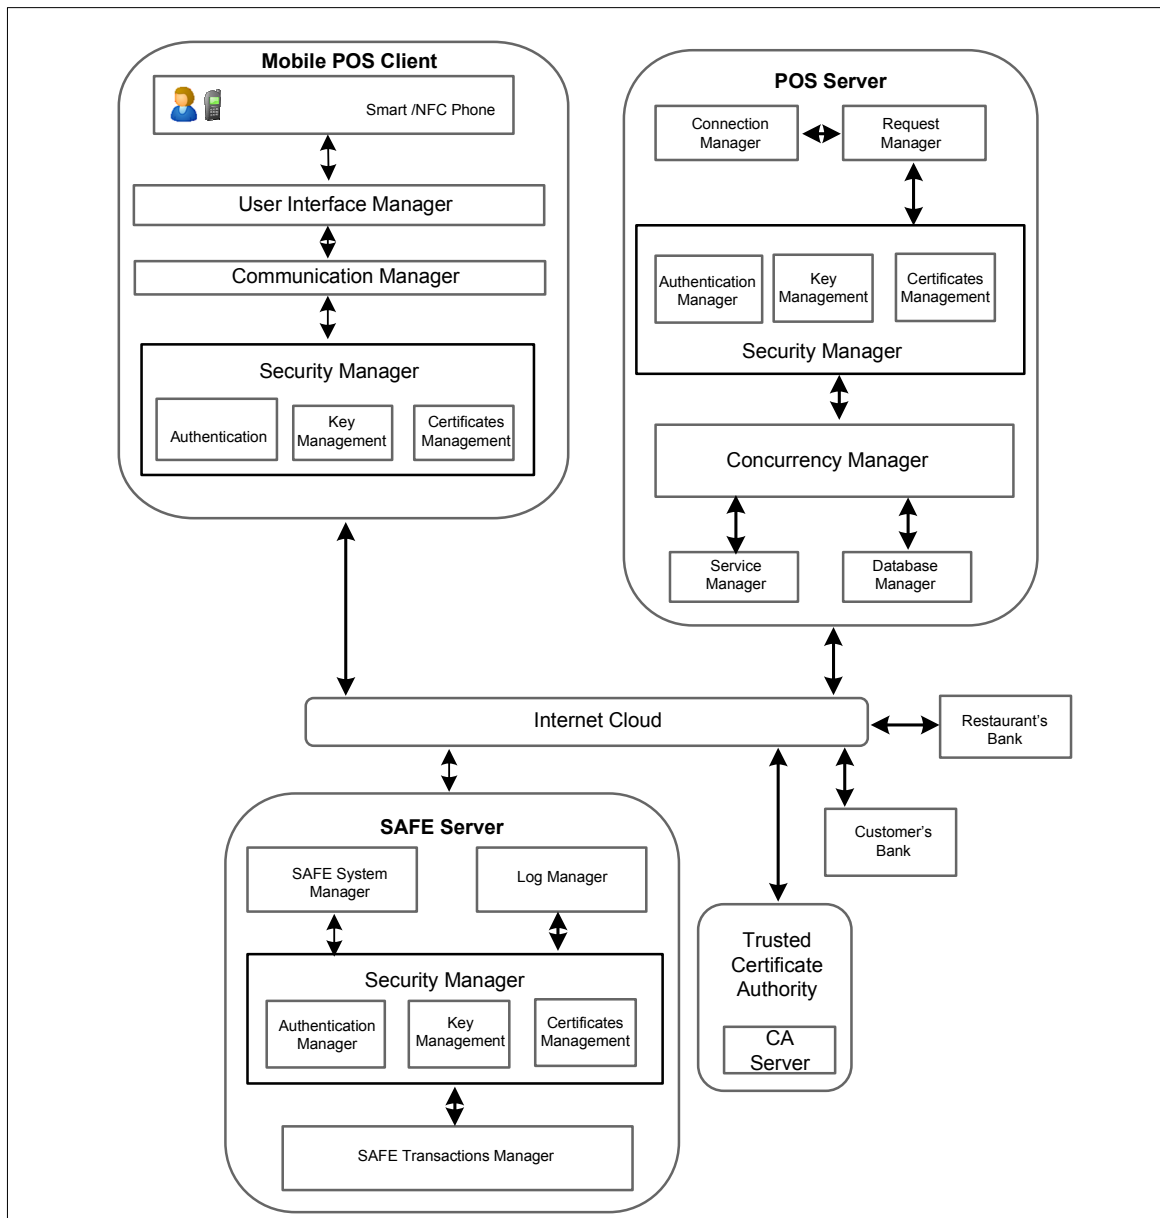 Mobile POS Client
Smart /NFC Phone
User Interface Manager
Communication Manager
Security Manager
Authentication
Key
Management
Certificates
Management
POS Server
Connection
Manager
Request
Manager
Authentication
Manager
Key
Management
Certificates
Management
Security Manager
Concurrency Manager
Service
Manager
Database
Manager
Internet Cloud
Restaurant's
Bank
Customer's
Bank
SAFE Server
SAFE System
Manager
Log Manager
Security Manager
Authentication
Manager
Key
Management
Certificates
Management
SAFE Transactions Manager
Trusted
Certificate
Authority
CA
Server